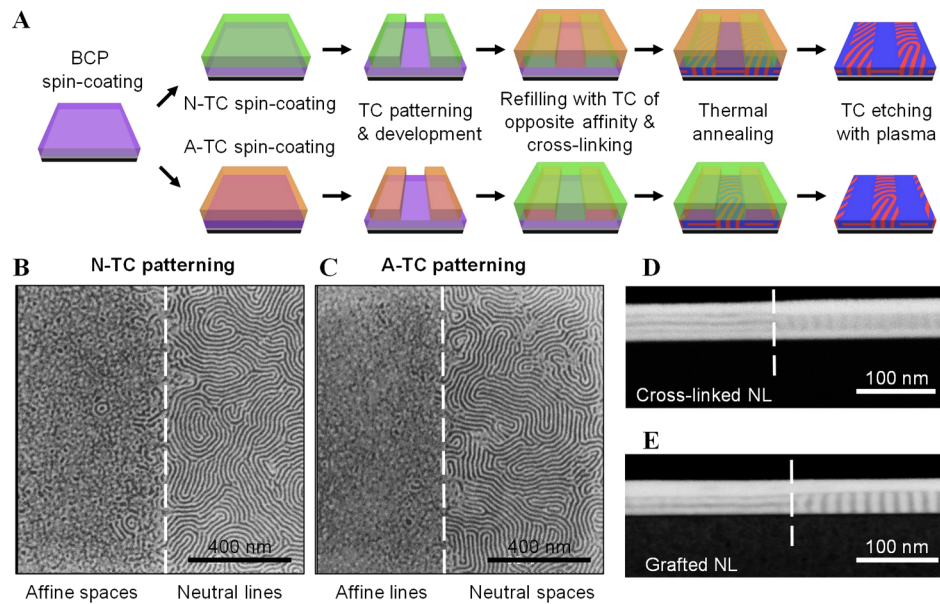 A
BCP
spin-coating
N-TC spin-coating
A-TC spin-coating
TC patterning
& development
Refilling with TC of
opposite affinity &
cross-linking
Thermal
annealing
TC etching
with plasma
B
N-TC patterning
C
A-TC patterning
D
400 nm
400 nm
Affine spaces
Neutral lines
Affine lines
Neutral spaces
100 nm
Cross-linked NL
E
100 nm
Grafted NL